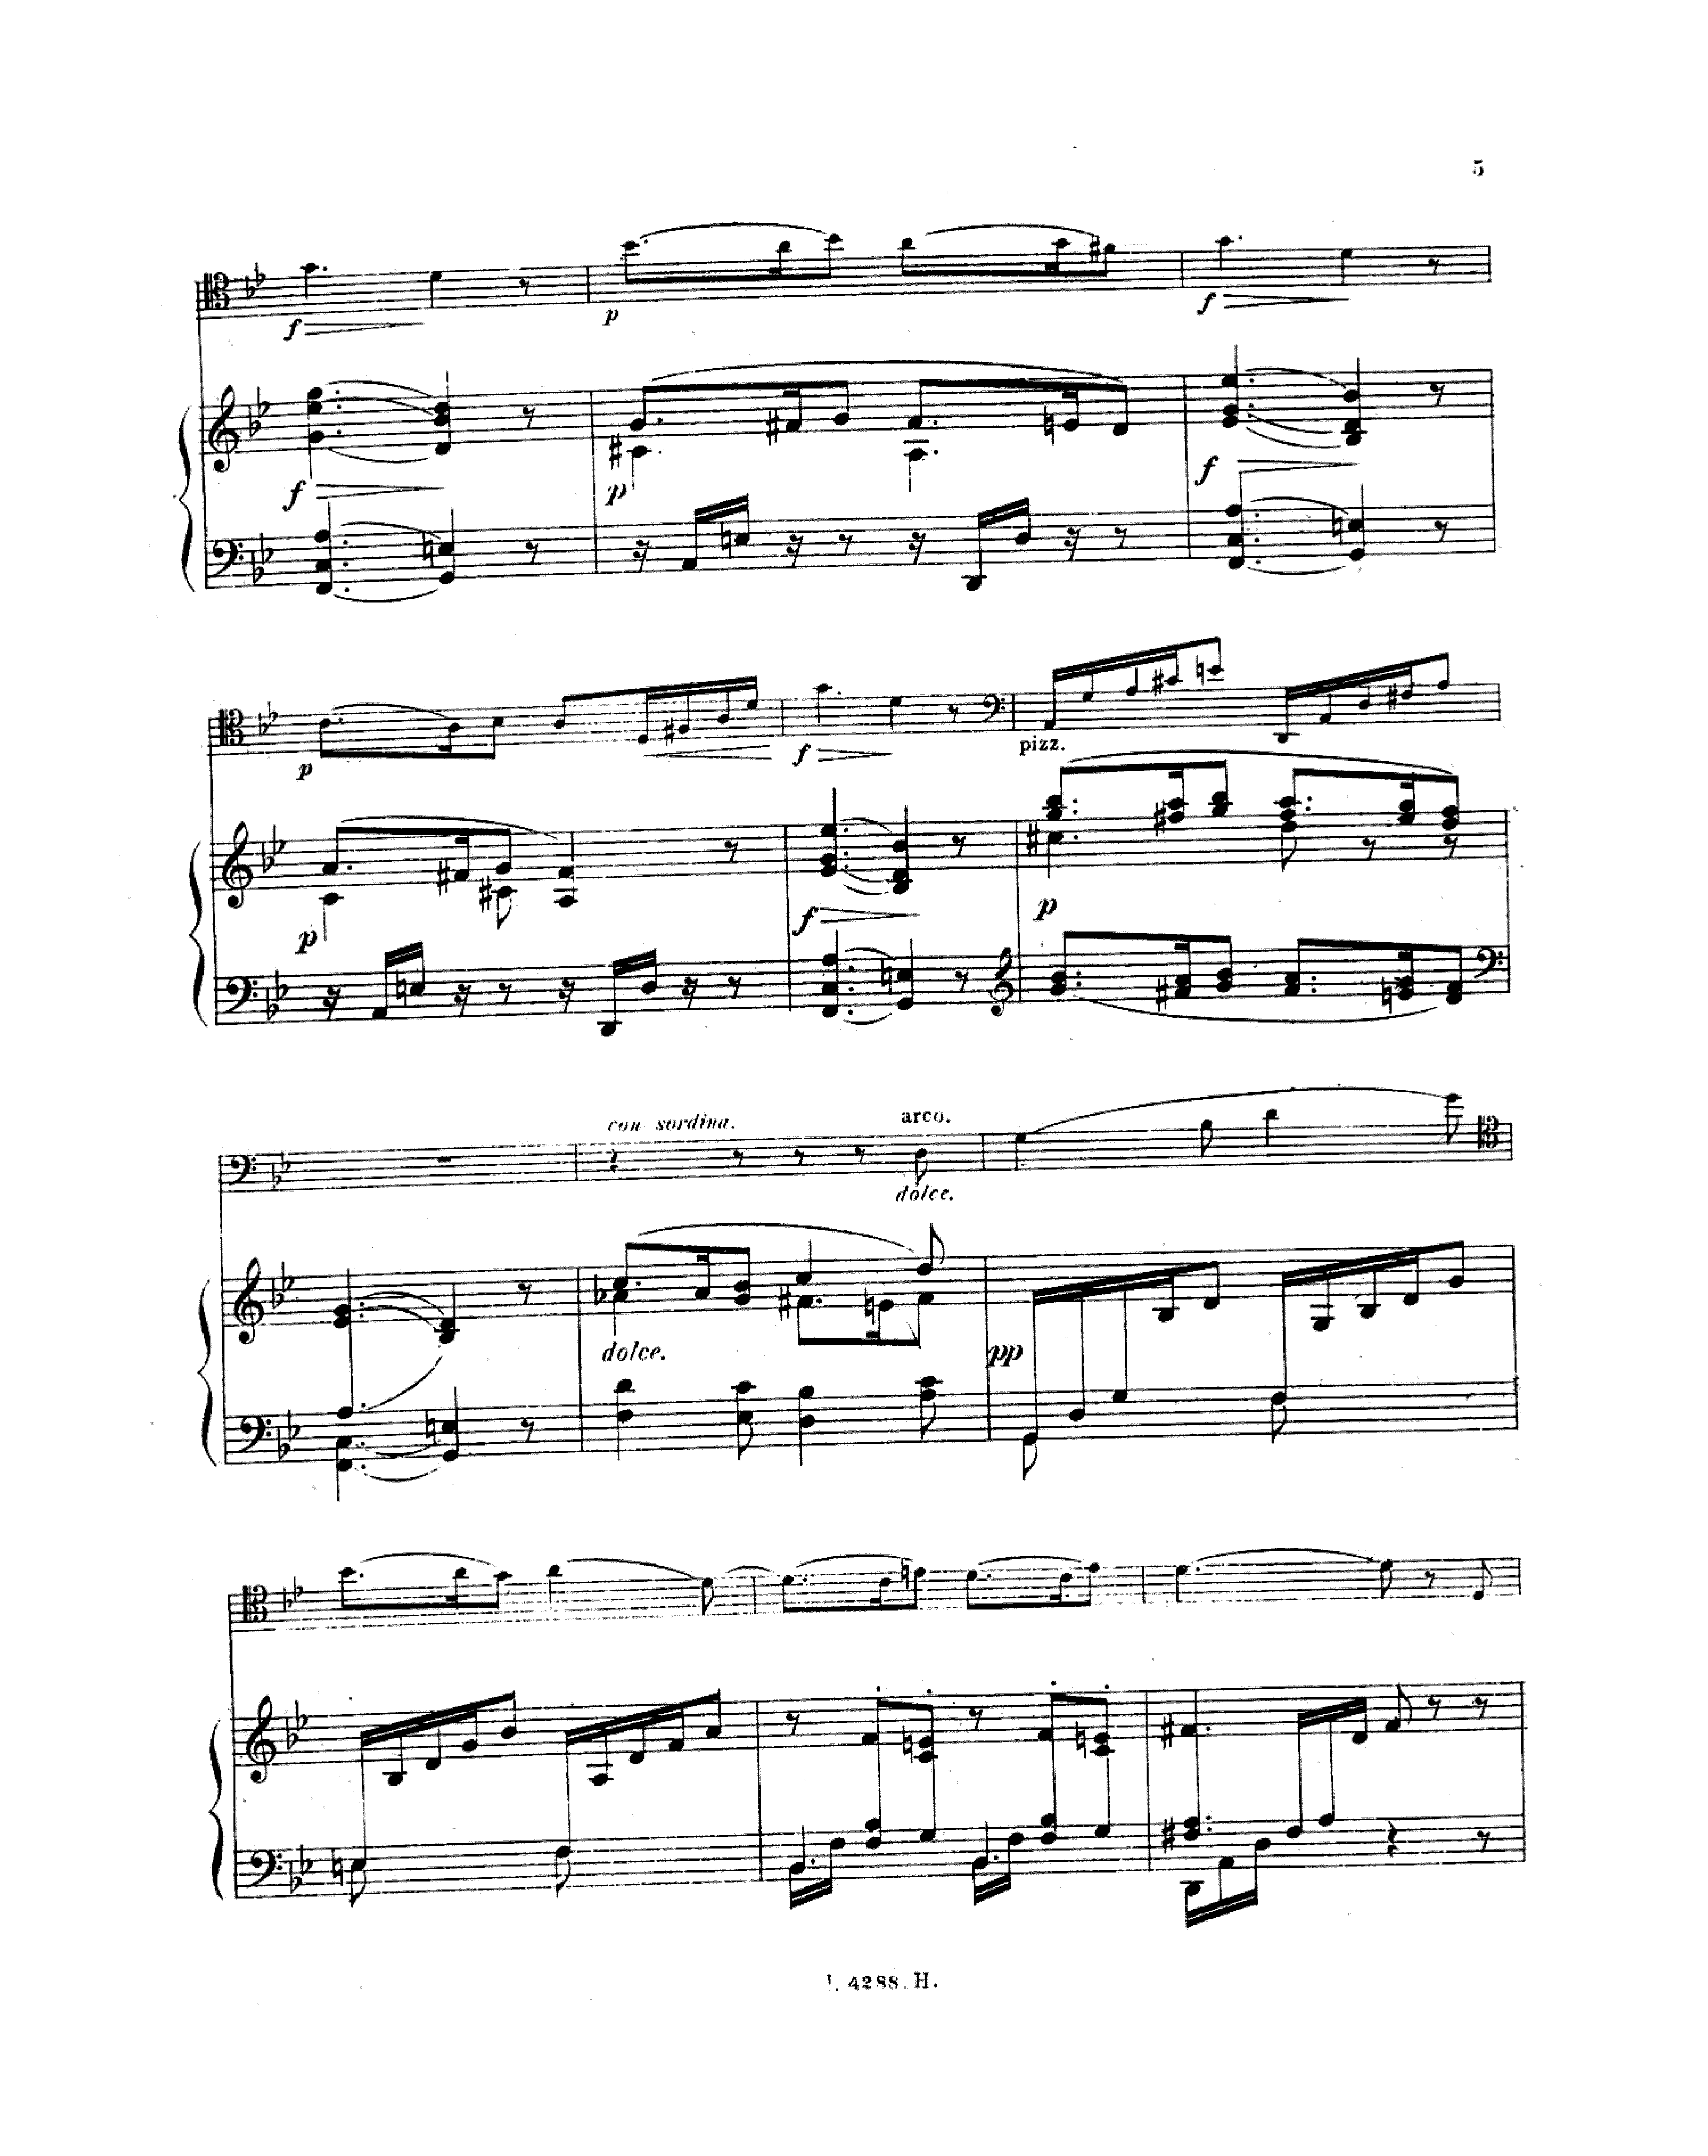 5
f
p
f
f
p
f
p
f
pizz.
p
f
p
con sordina.
arco.
dolce.
dolce.
pp
4288. H.